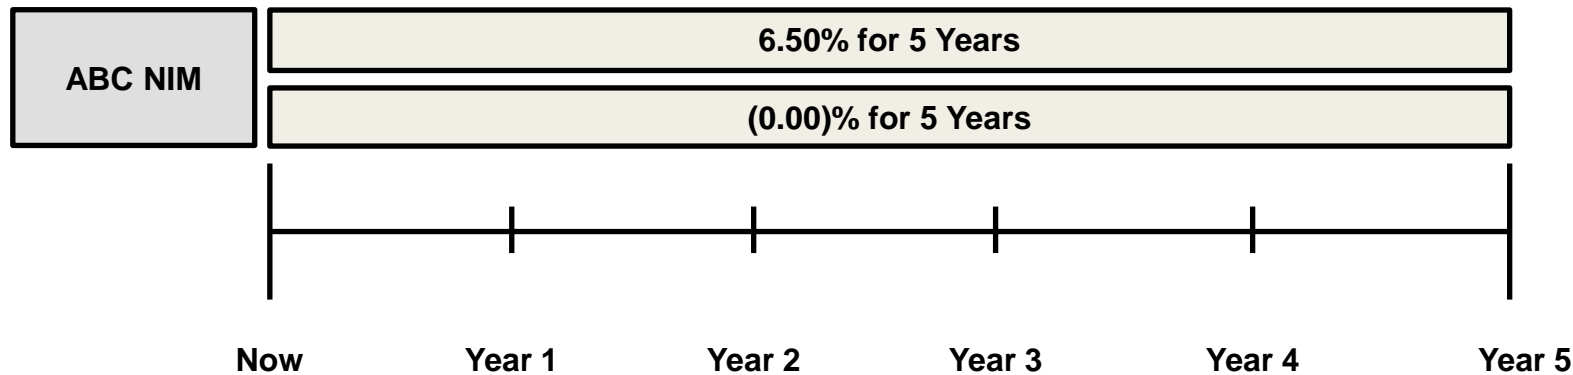 6.50% for 5 Years
ABC NIM
(0.00)% for 5 Years
Now Year 1 Year 2 Year 3 Year 4 Year 5